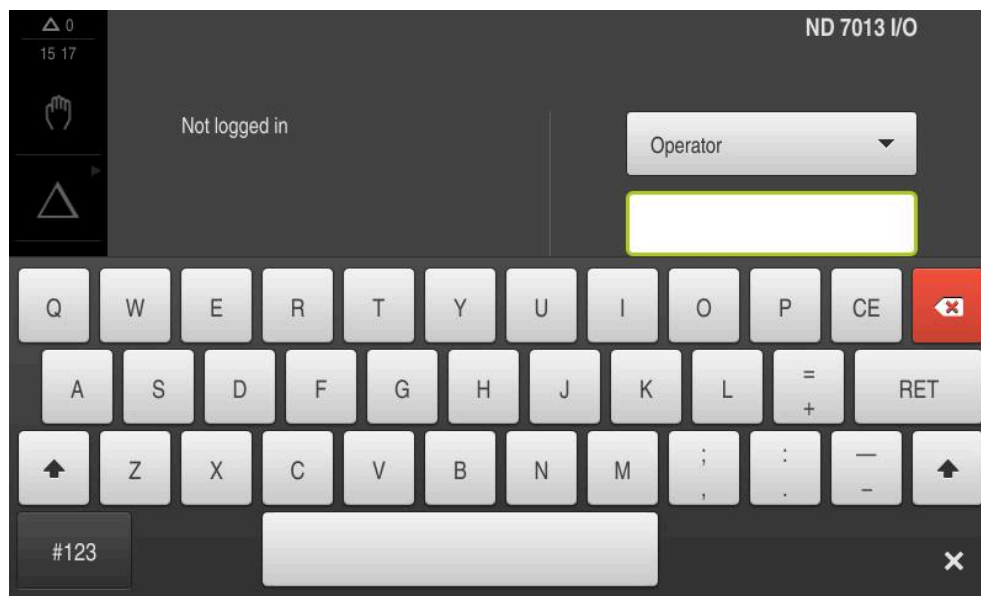 0
ND 7013 I/O
15 17
Not logged in
Operator
Q W E R T Y U I O P CE
A S D F G H J K L = + RET
Z X C V B N M ; , : . — –
#123